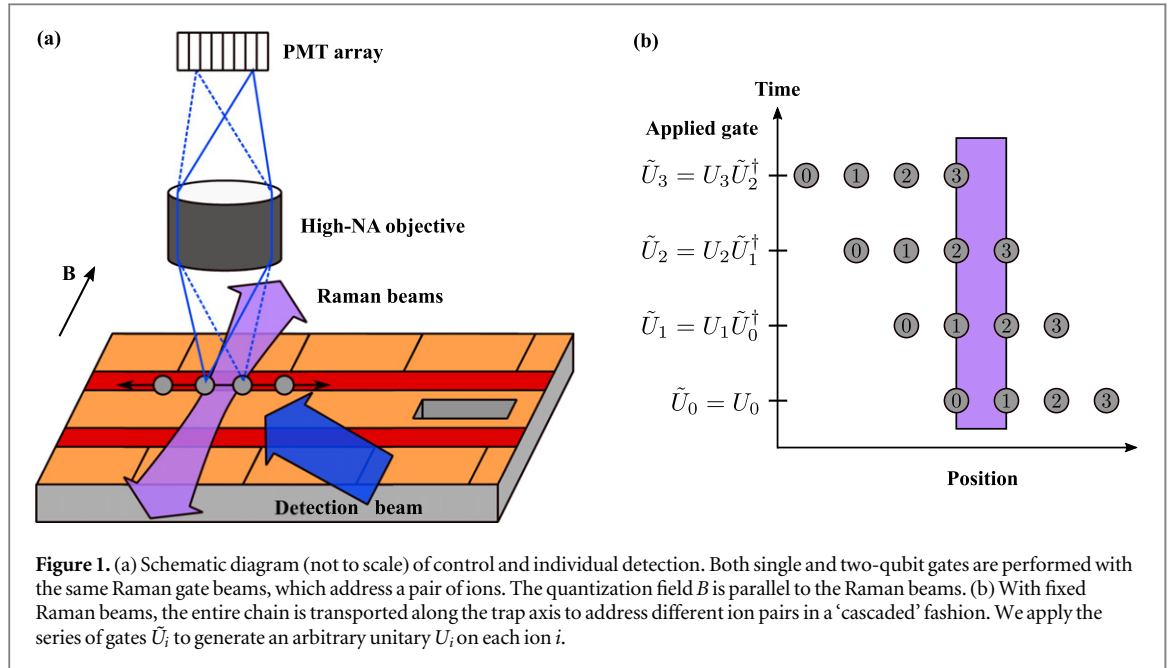 (a)
PMT array
High-NA objective
B
Raman beams
Detection beam
(b)
Time
Applied gate
Ũ₃ = U₃Ũ₂† 0 1 2 3
Ũ₂ = U₂Ũ₁† 0 1 2 3
Ũ₁ = U₁Ũ₀† 0 1 2 3
Ũ₀ = U₀ 0 1 2 3
Position
Figure 1. (a) Schematic diagram (not to scale) of control and individual detection. Both single and two-qubit gates are performed with
the same Raman gate beams, which address a pair of ions. The quantization field B is parallel to the Raman beams. (b) With fixed
Raman beams, the entire chain is transported along the trap axis to address different ion pairs in a ‘cascaded’ fashion. We apply the
series of gates Ũᵢ to generate an arbitrary unitary Uᵢ on each ion i.